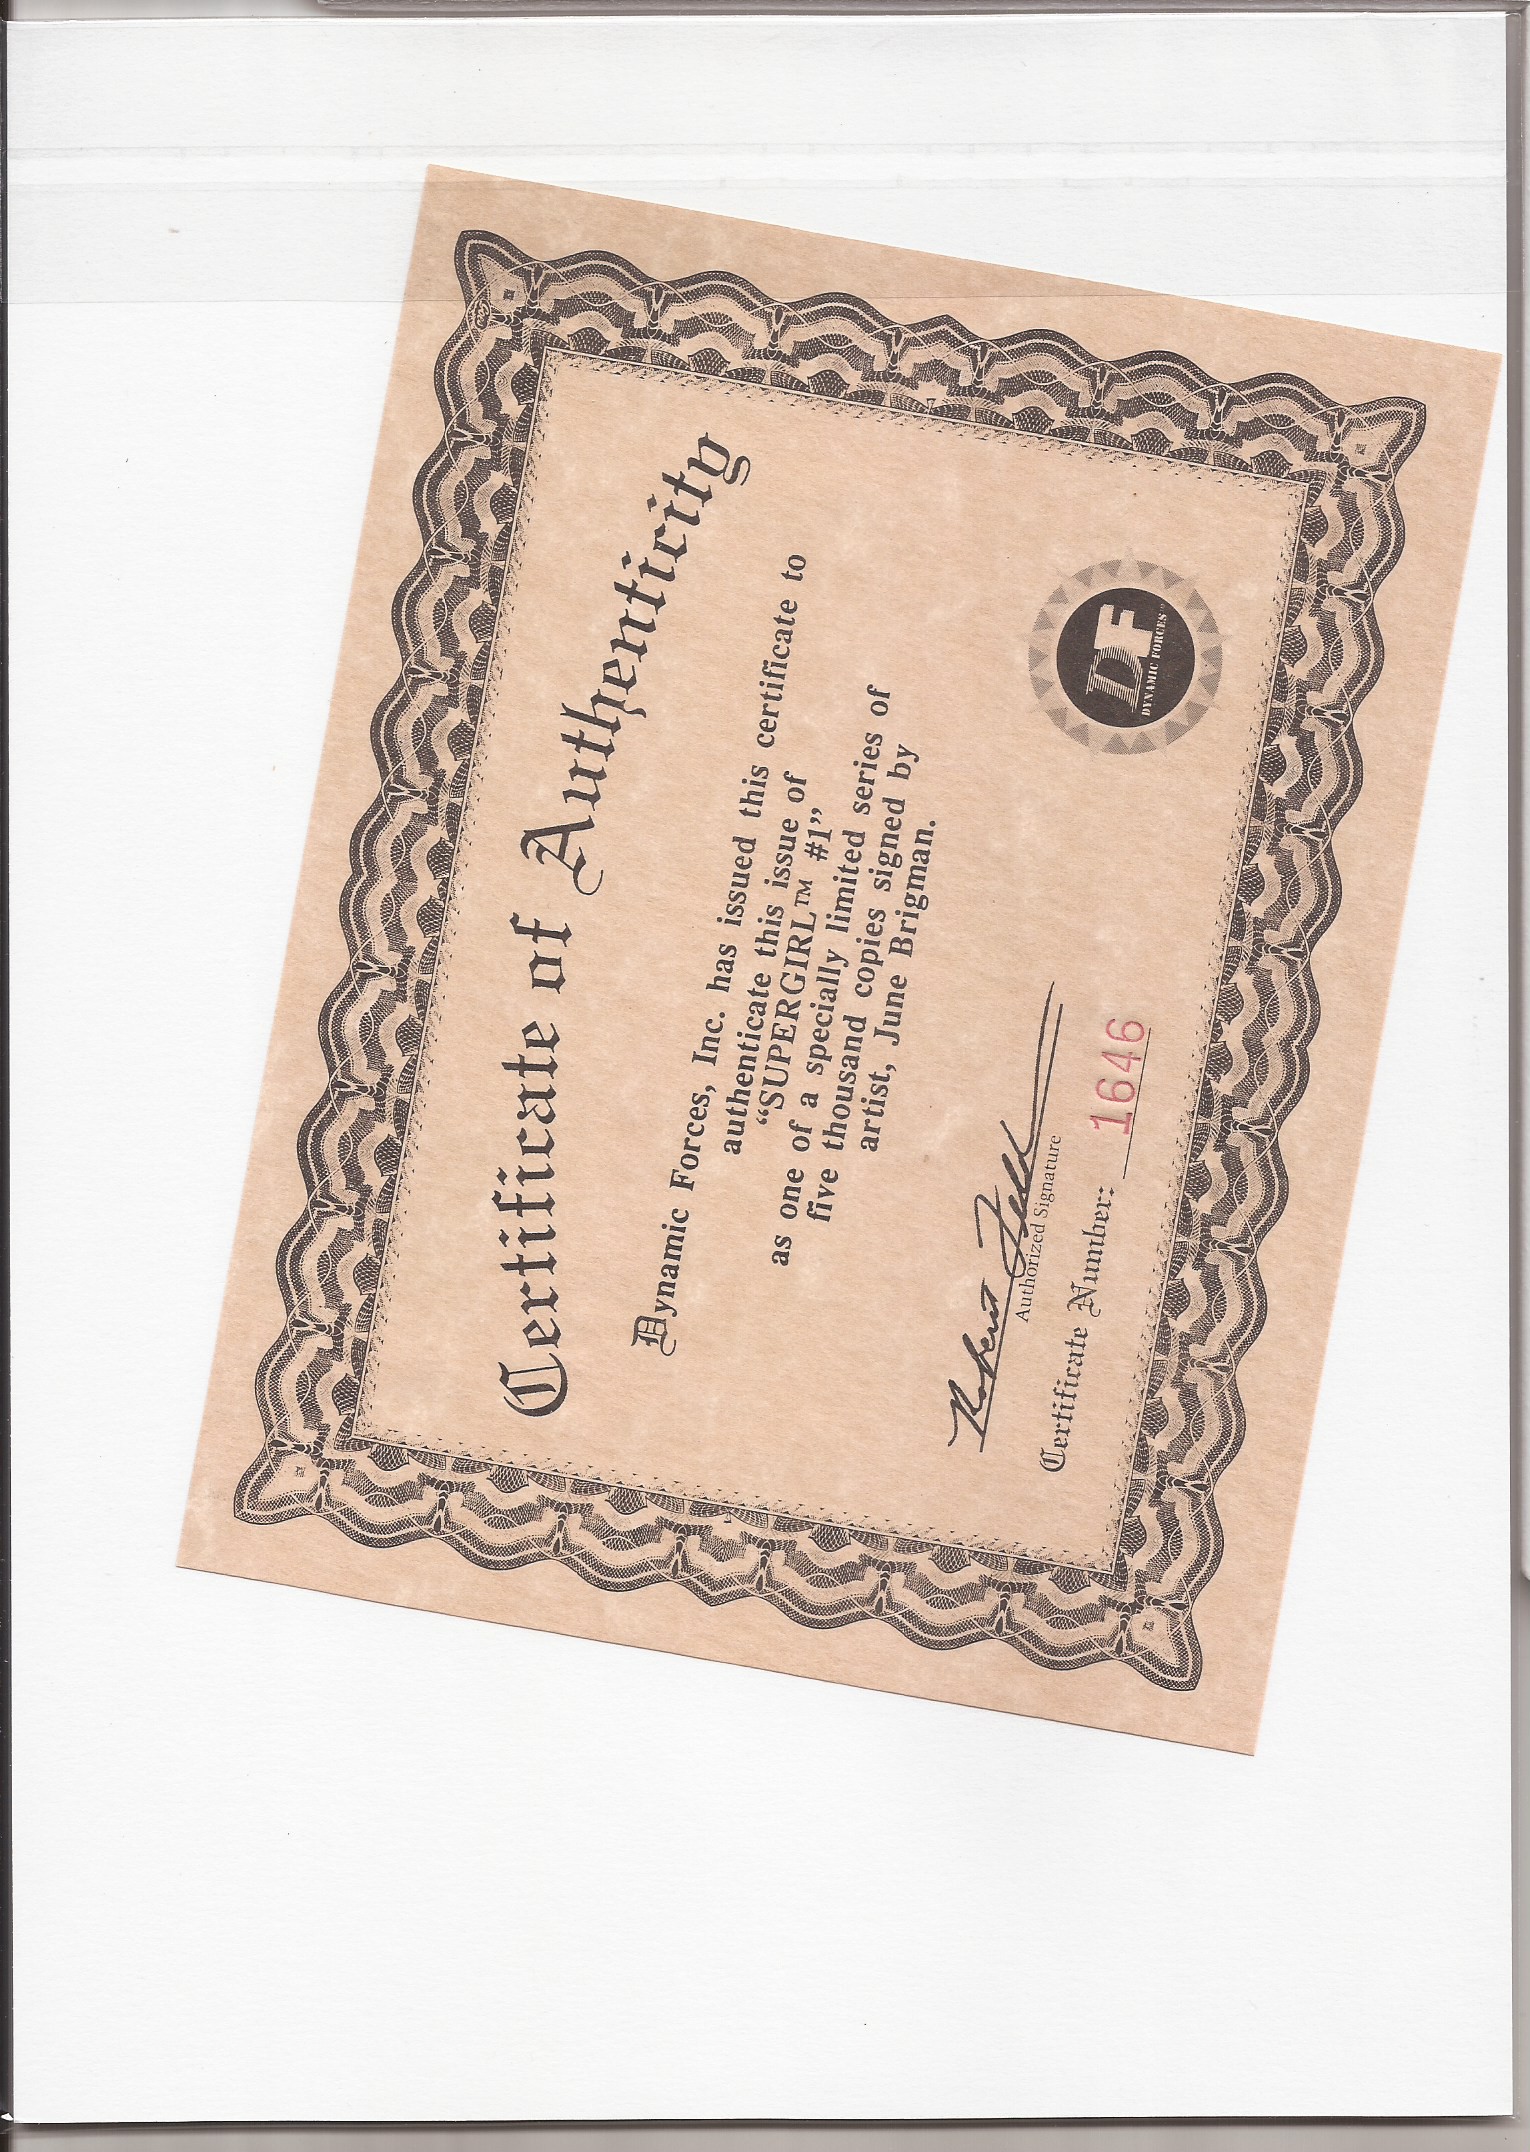 Certificate of Authenticity
Dynamic Forces, Inc. has issued this certificate to
authenticate this issue of
“SUPERGIRL™ #1”
as one of a specially limited series of
five thousand copies signed by
artist, June Brigman.
Authorized Signature
Certificate Number: 1646
DF
DYNAMIC FORCES